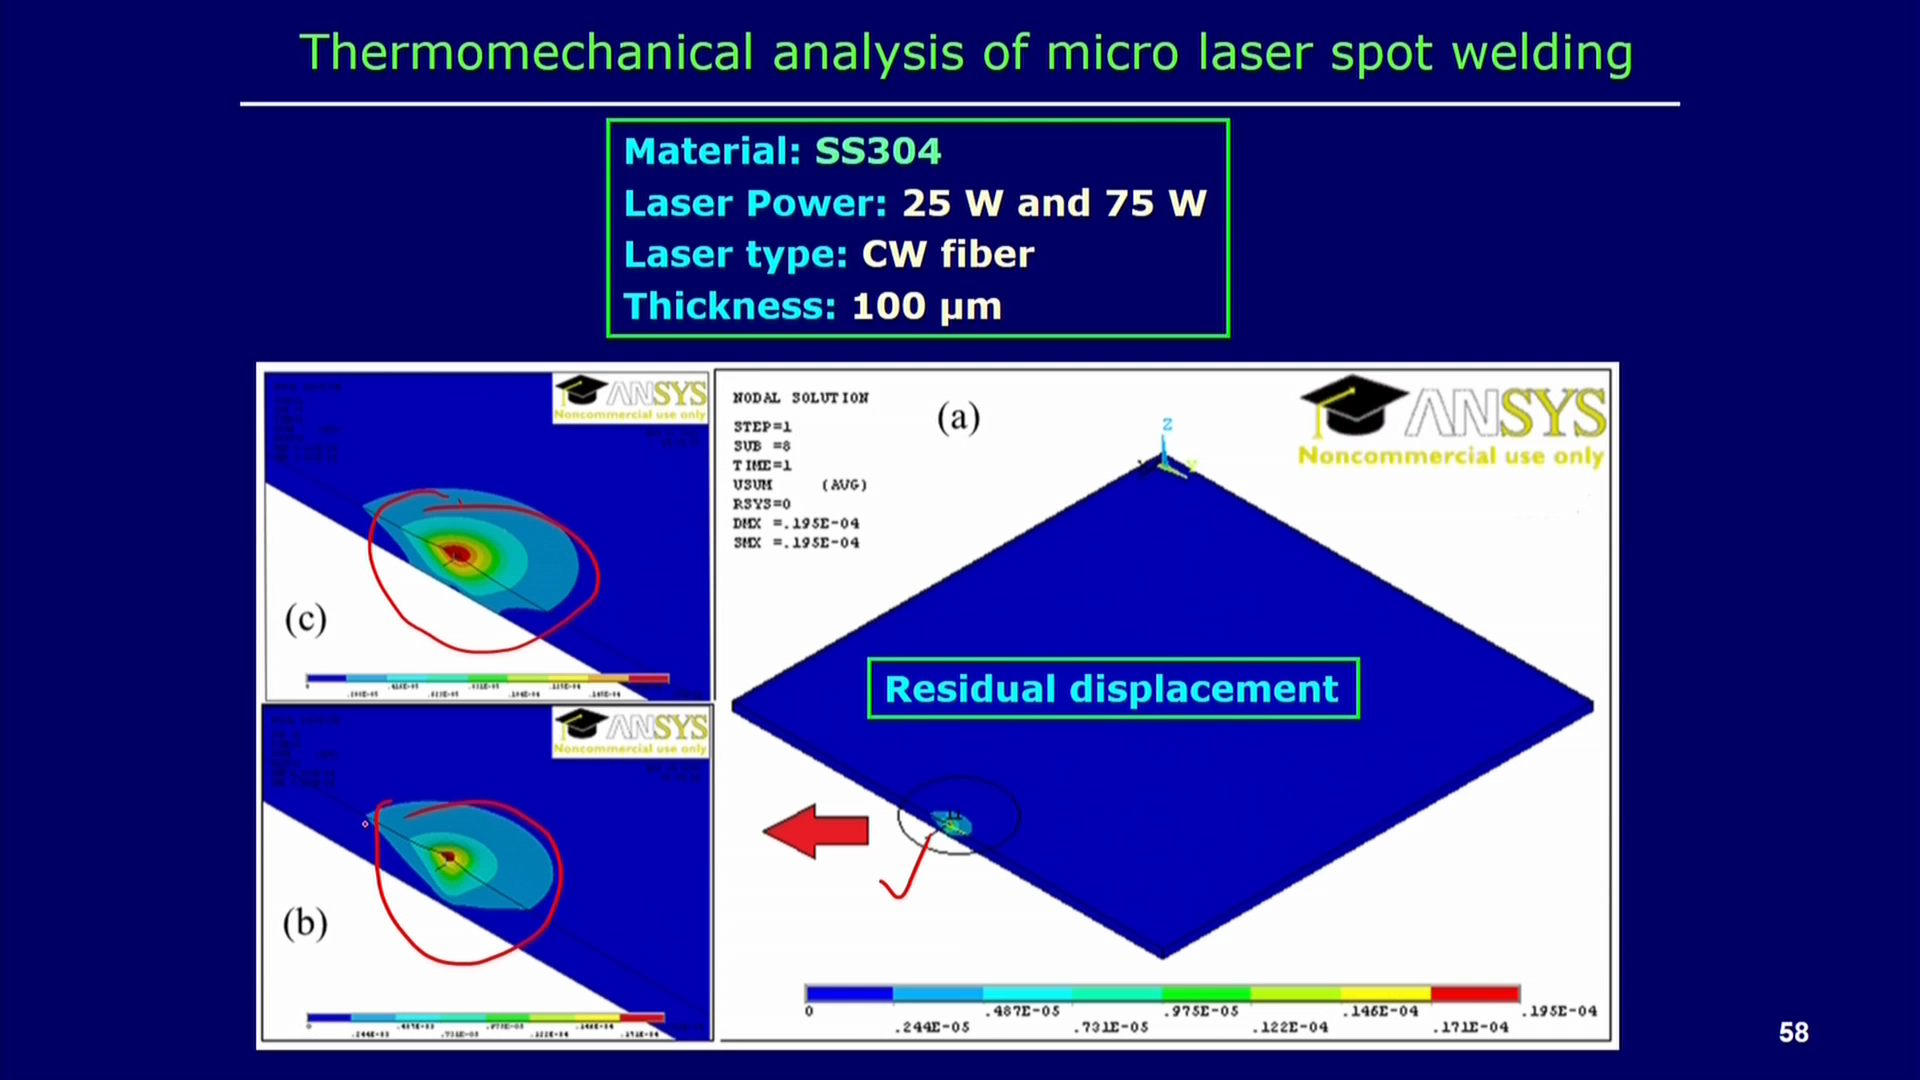 Thermomechanical analysis of micro laser spot welding
Material: SS304
Laser Power: 25 W and 75 W
Laser type: CW fiber
Thickness: 100 µm
ANSYS
Noncommercial use only
(c)
0
ANSYS
Noncommercial use only
(b)
0
NODAL SOLUTION
STEP=1
SUB =8
TIME=1
USUM (AVG)
RSYS=0
DMX =.195E-04
SMX =.195E-04
(a)
ANSYS
Noncommercial use only
Z
Y
Residual displacement
0 .487E-05 .975E-05 .146E-04 .195E-04
.244E-05 .731E-05 .122E-04 .171E-04
58